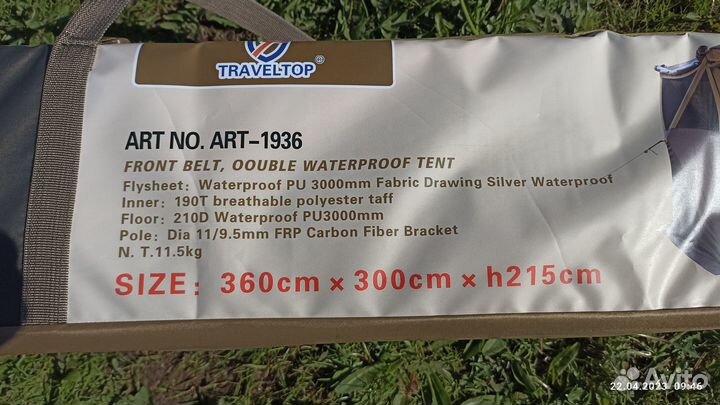 TRAVELTOP®
ART NO. ART-1936
FRONT BELT, OOUBLE WATERPROOF TENT
Flysheet: Waterproof PU 3000mm Fabric Drawing Silver Waterproof
Inner: 190T breathable polyester taff
Floor: 210D Waterproof PU3000mm
Pole: Dia 11/9.5mm FRP Carbon Fiber Bracket
N. T.11.5kg
SIZE: 360cm × 300cm × h215cm
Avito
22.04.2023 09:46